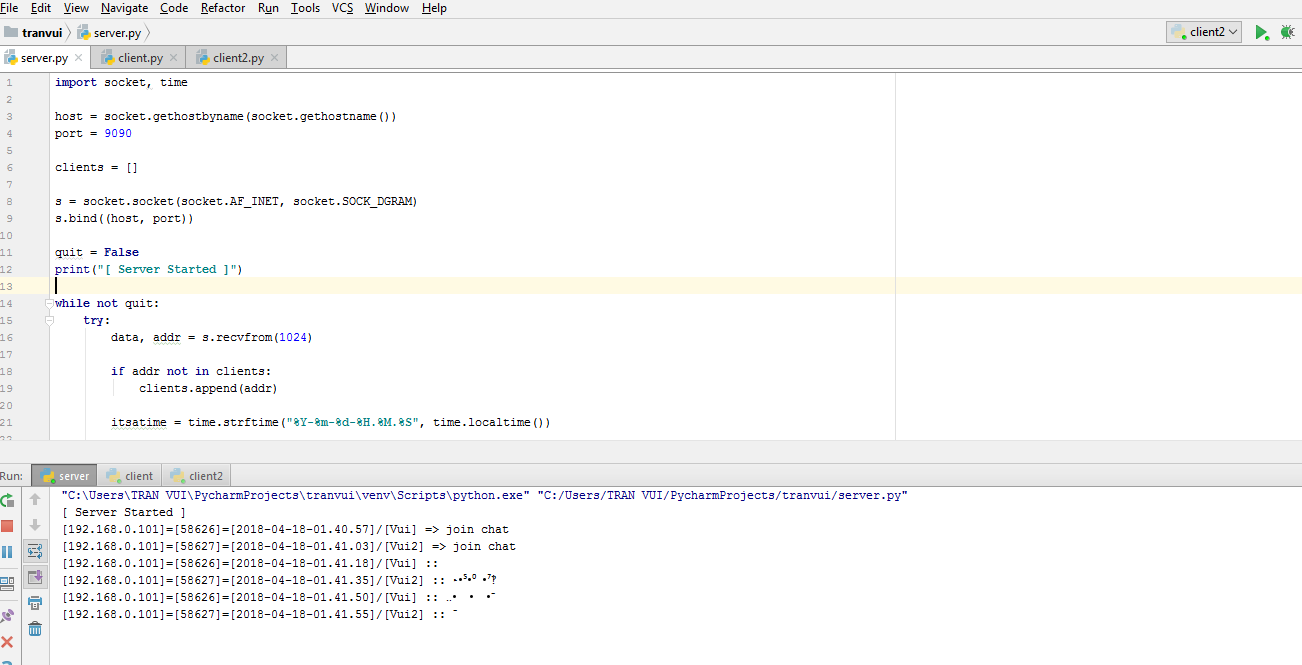 File Edit View Navigate Code Refactor Run Tools VCS Window Help
tranvui server.py client2
server.py client.py client2.py
1 import socket, time
2
3 host = socket.gethostbyname(socket.gethostname())
4 port = 9090
5
6 clients = []
7
8 s = socket.socket(socket.AF_INET, socket.SOCK_DGRAM)
9 s.bind((host, port))
10
11 quit = False
12 print("[ Server Started ]")
13
14 while not quit:
15 try:
16 data, addr = s.recvfrom(1024)
17
18 if addr not in clients:
19 clients.append(addr)
20
21 itsatime = time.strftime("%Y-%m-%d-%H.%M.%S", time.localtime())
22
Run: server client client2
"C:\Users\TRAN VUI\PycharmProjects\tranvui\venv\Scripts\python.exe" "C:/Users/TRAN VUI/PycharmProjects/tranvui/server.py"
[ Server Started ]
[192.168.0.101]=[58626]=[2018-04-18-01.40.57]/[Vui] => join chat
[192.168.0.101]=[58627]=[2018-04-18-01.41.03]/[Vui2] => join chat
[192.168.0.101]=[58626]=[2018-04-18-01.41.18]/[Vui] ::
[192.168.0.101]=[58627]=[2018-04-18-01.41.35]/[Vui2] ::
[192.168.0.101]=[58626]=[2018-04-18-01.41.50]/[Vui] ::
[192.168.0.101]=[58627]=[2018-04-18-01.41.55]/[Vui2] ::